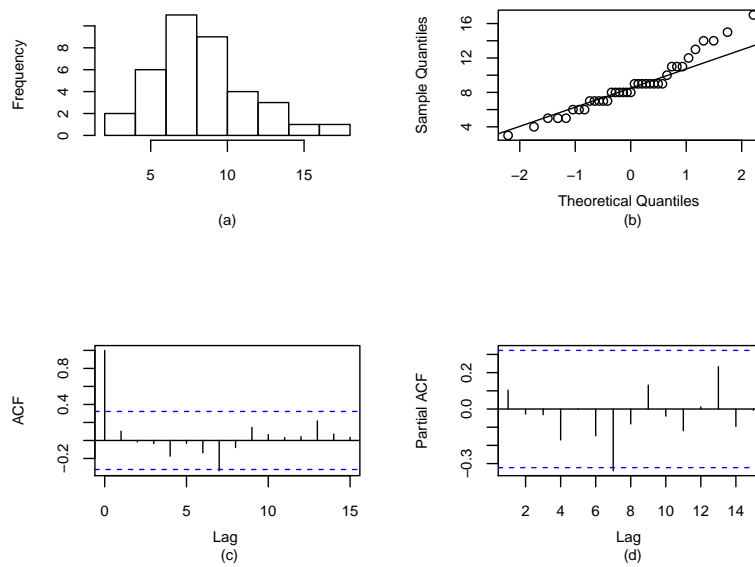 Frequency
0 2 4 6 8
5 10 15
(a)
Sample Quantiles
4 8 12 16
−2 −1 0 1 2
Theoretical Quantiles
(b)
ACF
−0.2 0.4 0.8
0 5 10 15
Lag
(c)
Partial ACF
−0.3 0.0 0.2
2 4 6 8 10 12 14
Lag
(d)